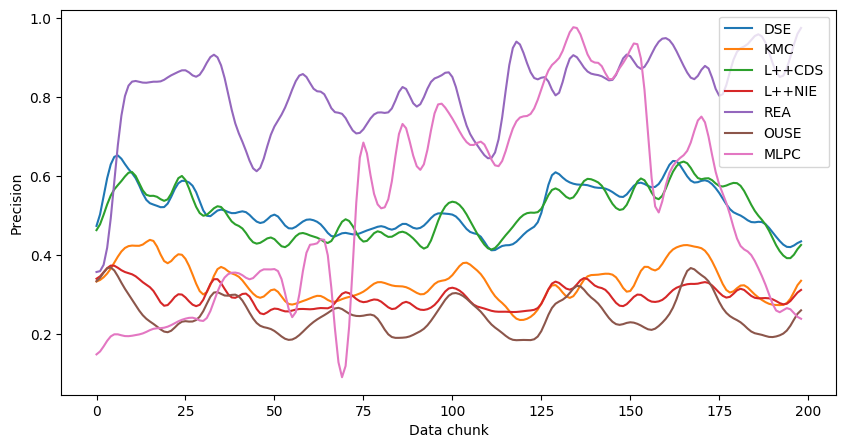 1.0
0.8
0.6
0.4
0.2
Precision
0
25
50
75
100
125
150
175
200
Data chunk
DSE
KMC
L++CDS
L++NIE
REA
OUSE
MLPC